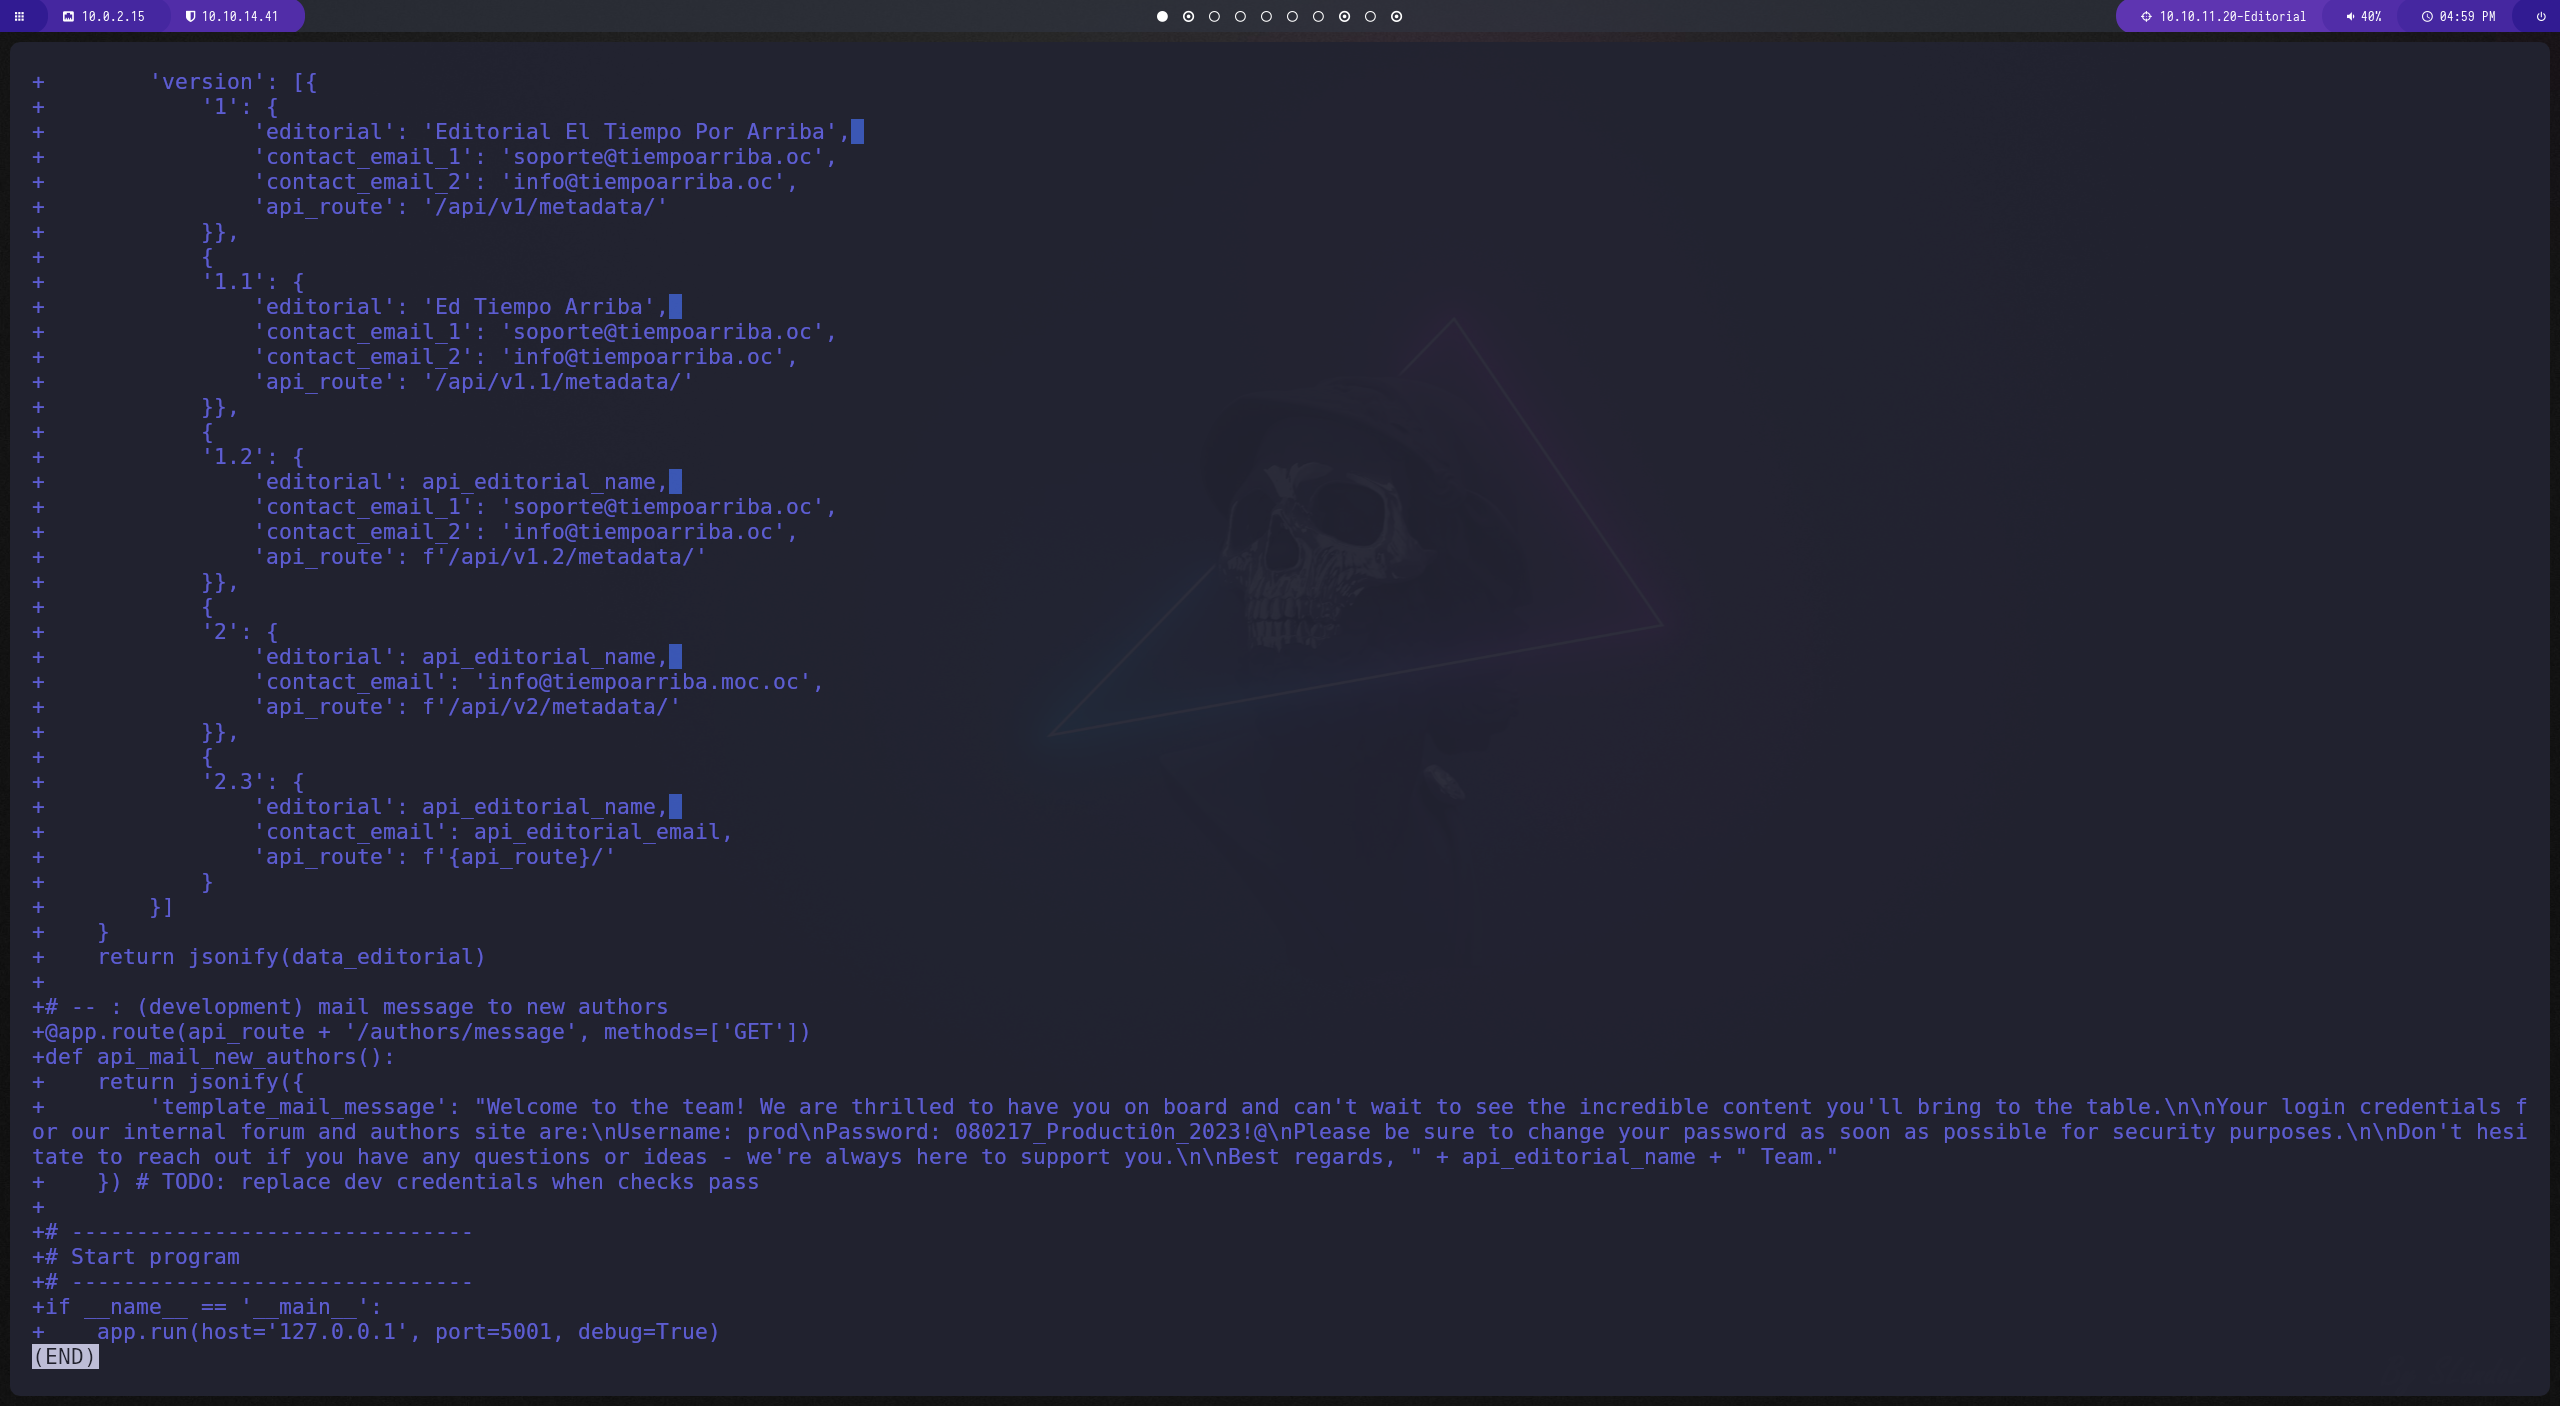 10.0.2.15 10.10.14.41 10.10.11.20-Editorial 40% 04:59 PM
+        'version': [{
+            '1': {
+                'editorial': 'Editorial El Tiempo Por Arriba',
+                'contact_email_1': 'soporte@tiempoarriba.oc',
+                'contact_email_2': 'info@tiempoarriba.oc',
+                'api_route': '/api/v1/metadata/'
+            }},
+            {
+            '1.1': {
+                'editorial': 'Ed Tiempo Arriba',
+                'contact_email_1': 'soporte@tiempoarriba.oc',
+                'contact_email_2': 'info@tiempoarriba.oc',
+                'api_route': '/api/v1.1/metadata/'
+            }},
+            {
+            '1.2': {
+                'editorial': api_editorial_name,
+                'contact_email_1': 'soporte@tiempoarriba.oc',
+                'contact_email_2': 'info@tiempoarriba.oc',
+                'api_route': f'/api/v1.2/metadata/'
+            }},
+            {
+            '2': {
+                'editorial': api_editorial_name,
+                'contact_email': 'info@tiempoarriba.moc.oc',
+                'api_route': f'/api/v2/metadata/'
+            }},
+            {
+            '2.3': {
+                'editorial': api_editorial_name,
+                'contact_email': api_editorial_email,
+                'api_route': f'{api_route}/'
+            }
+        }]
+    }
+    return jsonify(data_editorial)
+
+# -- : (development) mail message to new authors
+@app.route(api_route + '/authors/message', methods=['GET'])
+def api_mail_new_authors():
+    return jsonify({
+        'template_mail_message': "Welcome to the team! We are thrilled to have you on board and can't wait to see the incredible content you'll bring to the table.\n\nYour login credentials f
or our internal forum and authors site are:\nUsername: prod\nPassword: 080217_Producti0n_2023!@\nPlease be sure to change your password as soon as possible for security purposes.\n\nDon't hesi
tate to reach out if you have any questions or ideas - we're always here to support you.\n\nBest regards, " + api_editorial_name + " Team."
+    }) # TODO: replace dev credentials when checks pass
+
+# -------------------------------
+# Start program
+# -------------------------------
+if __name__ == '__main__':
+    app.run(host='127.0.0.1', port=5001, debug=True)
(END)